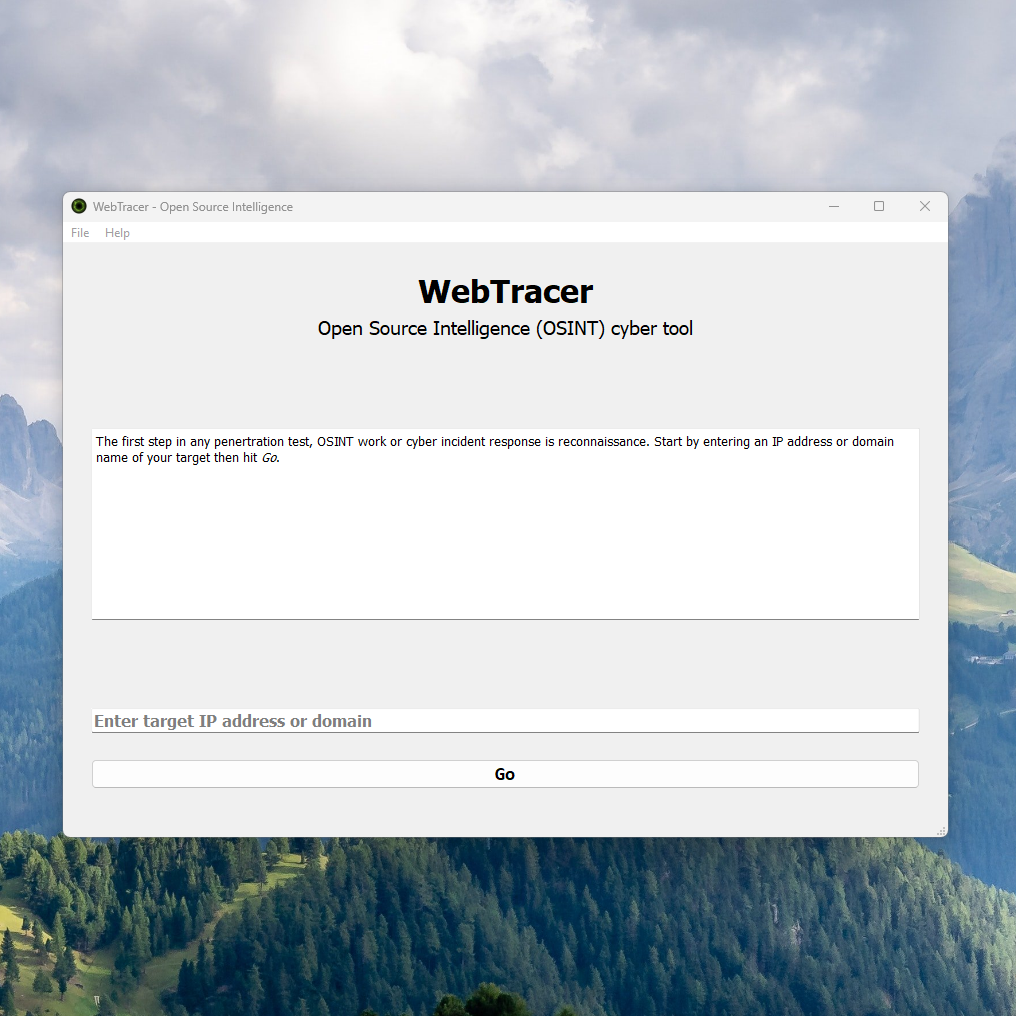 WebTracer - Open Source Intelligence
File Help
WebTracer
Open Source Intelligence (OSINT) cyber tool
The first step in any penertration test, OSINT work or cyber incident response is reconnaissance. Start by entering an IP address or domain
name of your target then hit Go.
Enter target IP address or domain
Go